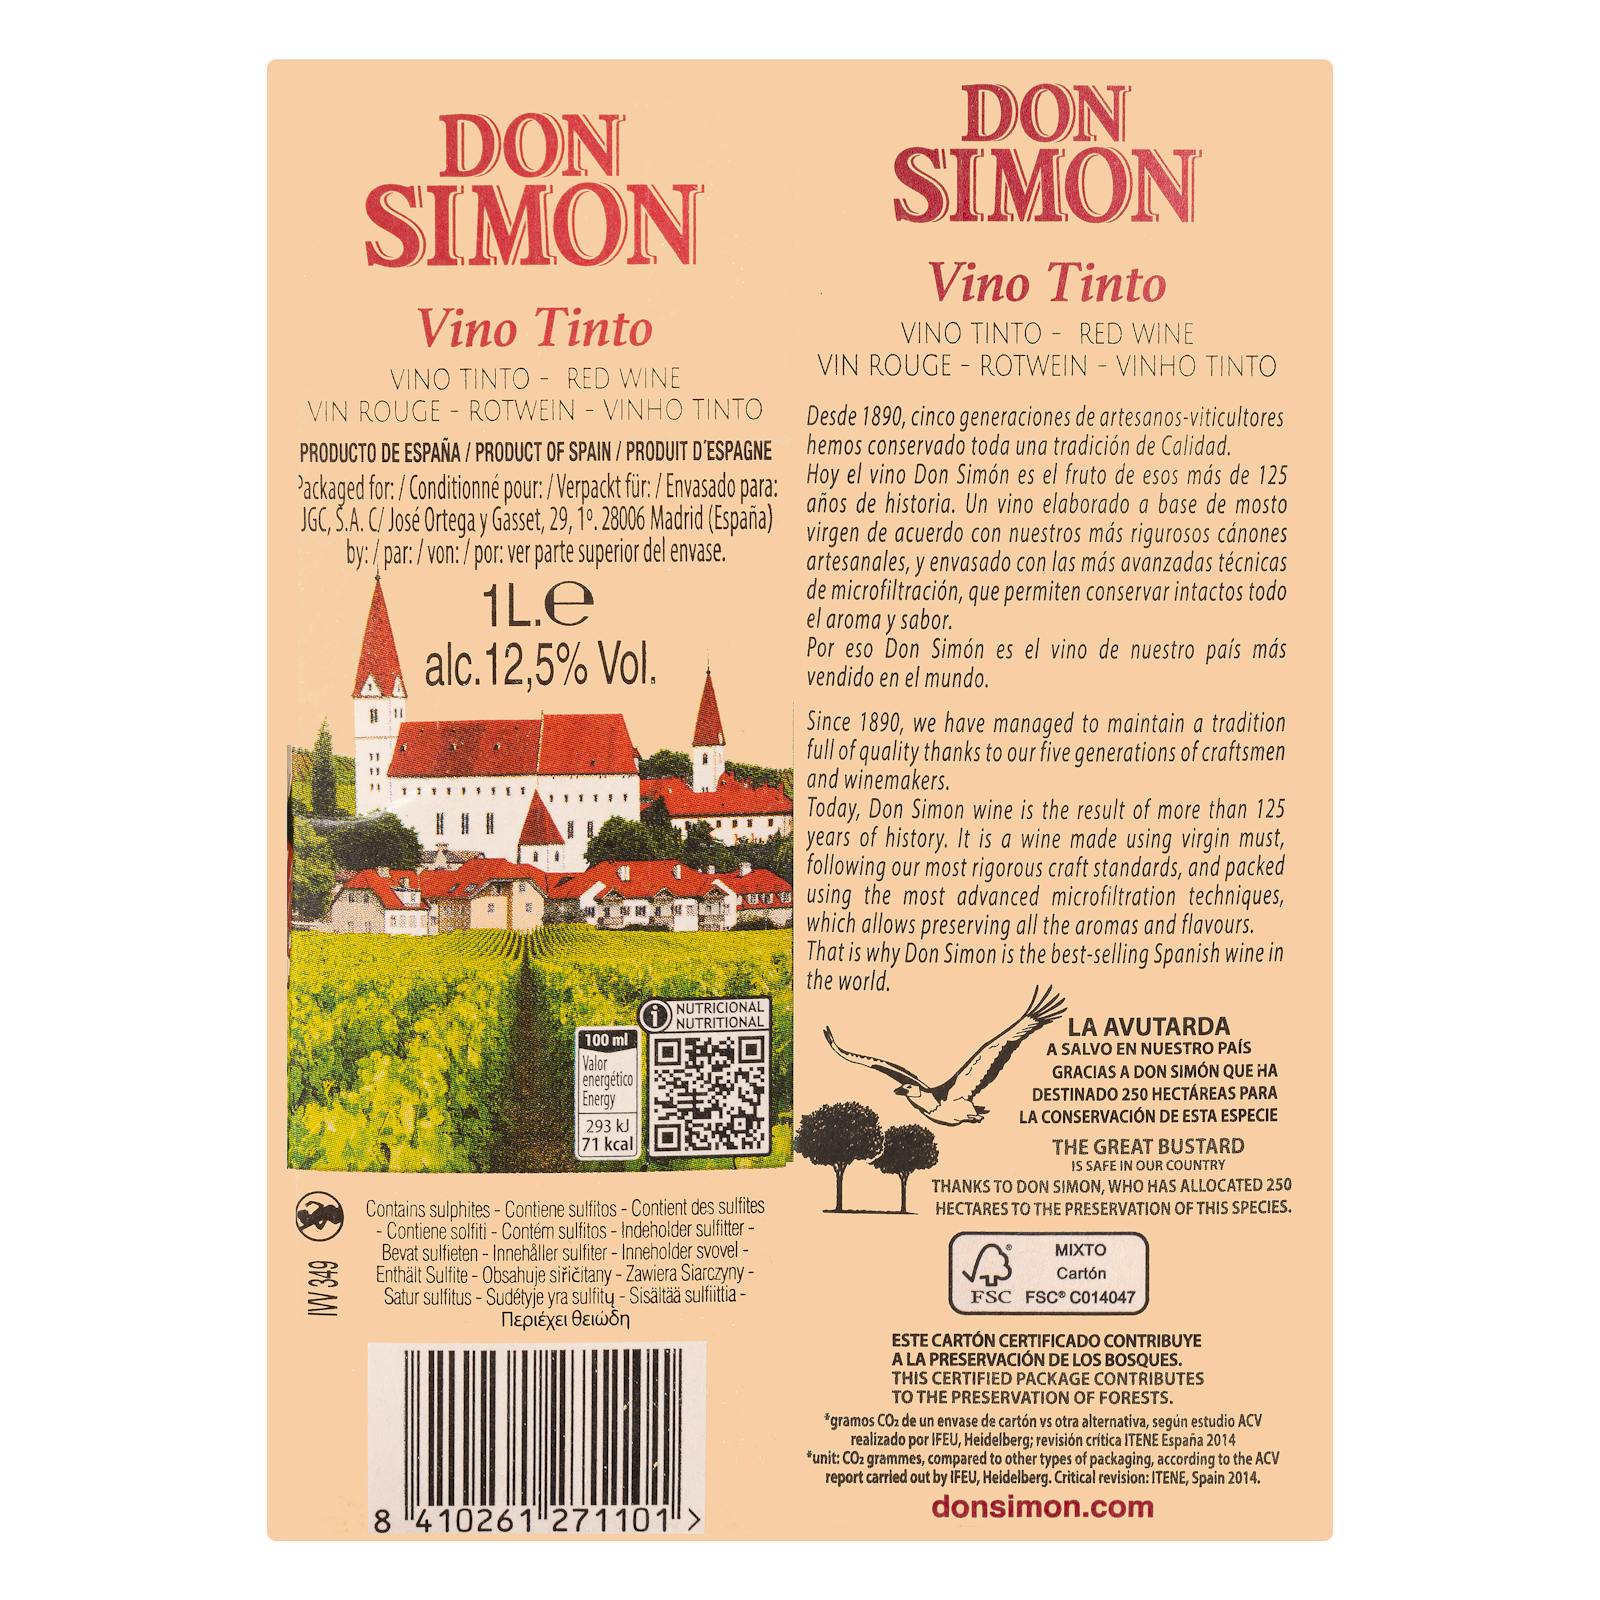 DON
SIMON
Vino Tinto
VINO TINTO - RED WINE
VIN ROUGE - ROTWEIN - VINHO TINTO
PRODUCTO DE ESPAÑA / PRODUCT OF SPAIN / PRODUIT D'ESPAGNE
Packaged for: / Conditionné pour: / Verpackt für: / Envasado para:
JGC, S.A. C/ José Ortega y Gasset, 29, 1º. 28006 Madrid (España)
by: / par: / von: / por: ver parte superior del envase.
1L.e
alc.12,5% Vol.
NUTRICIONAL
NUTRITIONAL
100 ml
Valor
energético
Energy
293 kJ
71 kcal
Contains sulphites - Contiene sulfitos - Contient des sulfites
- Contiene solfiti - Contém sulfitos - Indeholder sulfitter -
Bevat sulfieten - Innehåller sulfiter - Inneholder svovel -
Enthält Sulfite - Obsahuje siřičitany - Zawiera Siarczyny -
Satur sulfitus - Sudėtyje yra sulfitų - Sisältää sulfiittia -
Περιέχει θειώδη
IVV 349
8 410261 271101 >
DON
SIMON
Vino Tinto
VINO TINTO - RED WINE
VIN ROUGE - ROTWEIN - VINHO TINTO
Desde 1890, cinco generaciones de artesanos-viticultores
hemos conservado toda una tradición de Calidad.
Hoy el vino Don Simón es el fruto de esos más de 125
años de historia. Un vino elaborado a base de mosto
virgen de acuerdo con nuestros más rigurosos cánones
artesanales, y envasado con las más avanzadas técnicas
de microfiltración, que permiten conservar intactos todo
el aroma y sabor.
Por eso Don Simón es el vino de nuestro país más
vendido en el mundo.
Since 1890, we have managed to maintain a tradition
full of quality thanks to our five generations of craftsmen
and winemakers.
Today, Don Simon wine is the result of more than 125
years of history. It is a wine made using virgin must,
following our most rigorous craft standards, and packed
using the most advanced microfiltration techniques,
which allows preserving all the aromas and flavours.
That is why Don Simon is the best-selling Spanish wine in
the world.
LA AVUTARDA
A SALVO EN NUESTRO PAÍS
GRACIAS A DON SIMÓN QUE HA
DESTINADO 250 HECTÁREAS PARA
LA CONSERVACIÓN DE ESTA ESPECIE
THE GREAT BUSTARD
IS SAFE IN OUR COUNTRY
THANKS TO DON SIMON, WHO HAS ALLOCATED 250
HECTARES TO THE PRESERVATION OF THIS SPECIES.
MIXTO
Cartón
FSC FSC® C014047
ESTE CARTÓN CERTIFICADO CONTRIBUYE
A LA PRESERVACIÓN DE LOS BOSQUES.
THIS CERTIFIED PACKAGE CONTRIBUTES
TO THE PRESERVATION OF FORESTS.
*gramos CO₂ de un envase de cartón vs otra alternativa, según estudio ACV
realizado por IFEU, Heidelberg; revisión crítica ITENE España 2014
*unit: CO₂ grammes, compared to other types of packaging, according to the ACV
report carried out by IFEU, Heidelberg. Critical revision: ITENE, Spain 2014.
donsimon.com